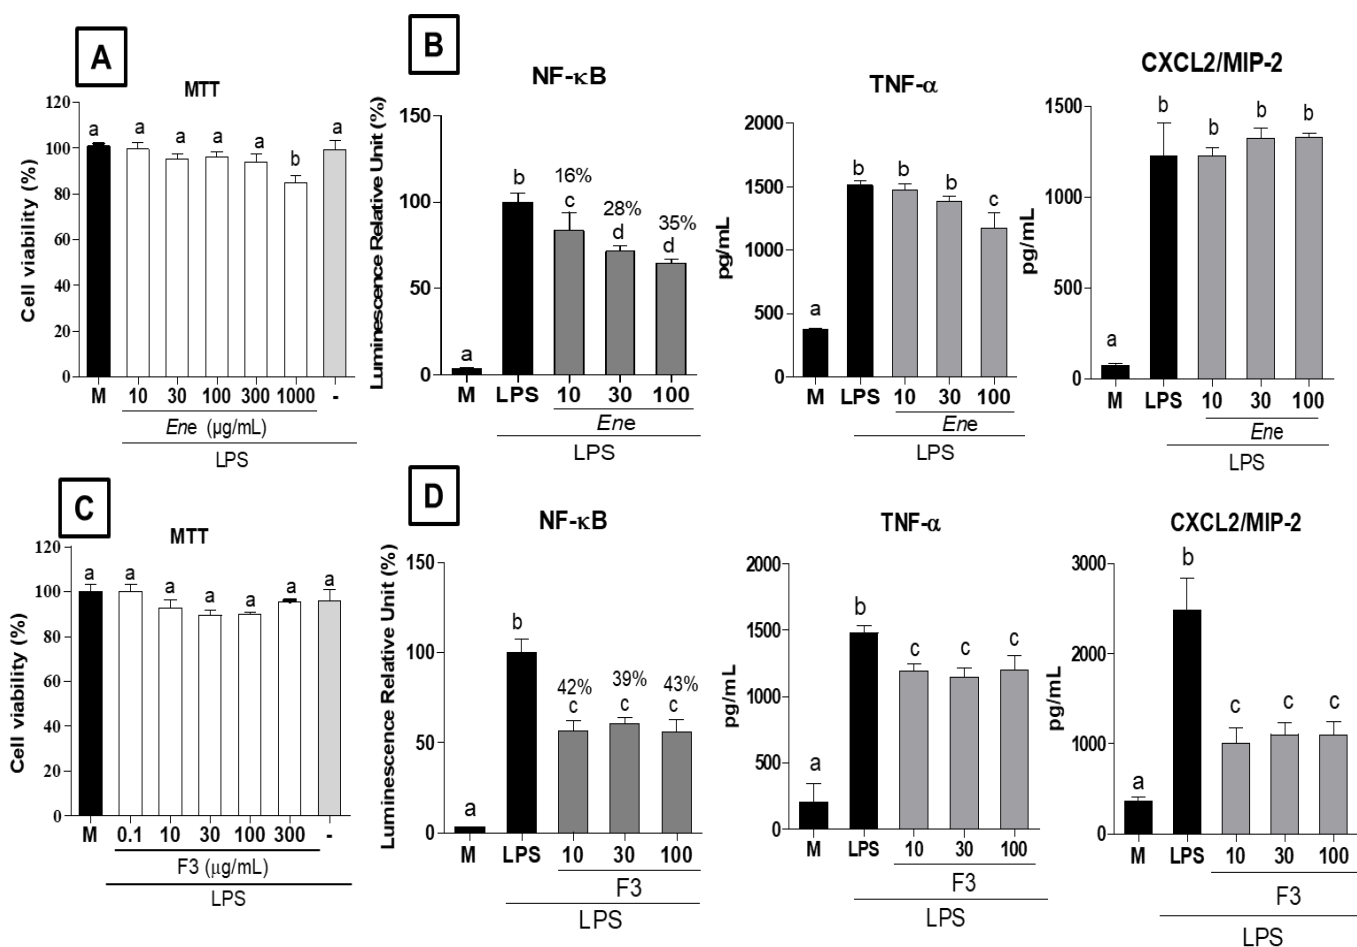 A
MTT
Cell viability (%)
120
100
80
60
40
20
0
a a a a a b a
M 10 30 100 300 1000 -
Ene (µg/mL)
LPS
B
NF-κB
Luminescence Relative Unit (%)
150
100
50
0
16%
28%
35%
a b c d d
M LPS 10 30 100
Ene
LPS
TNF-α
pg/mL
2000
1500
1000
500
0
a b b b c
M LPS 10 30 100
Ene
LPS
CXCL2/MIP-2
pg/mL
1500
1000
500
0
a b b b b
M LPS 10 30 100
Ene
LPS
C
MTT
Cell viability (%)
120
100
80
60
40
20
0
a a a a a a a
M 0.1 10 30 100 300 -
F3 (µg/mL)
LPS
D
NF-κB
Luminescence Relative Unit (%)
150
100
50
0
42% 39% 43%
a b c c c
M LPS 10 30 100
F3
LPS
TNF-α
pg/mL
2000
1500
1000
500
0
a b c c c
M LPS 10 30 100
F3
LPS
CXCL2/MIP-2
pg/mL
3000
2000
1000
0
a b c c c
M LPS 10 30 100
F3
LPS